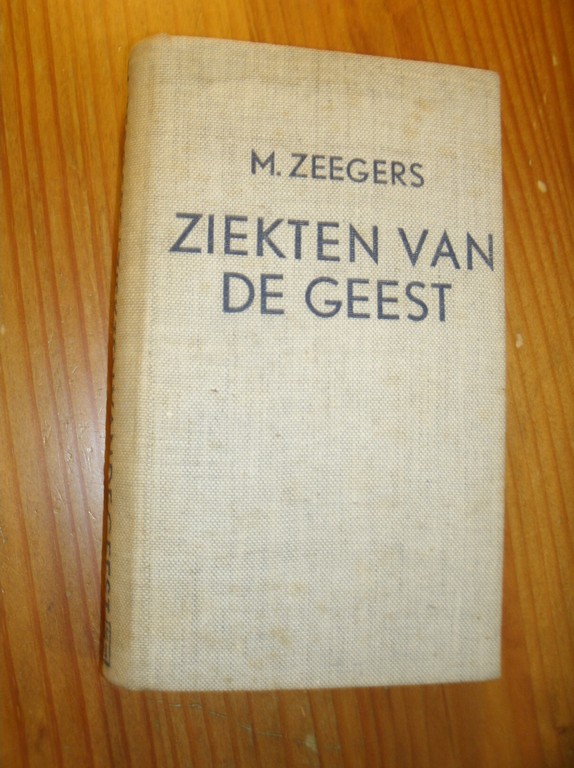 M. ZEEGERS
ZIEKTEN VAN
DE GEEST